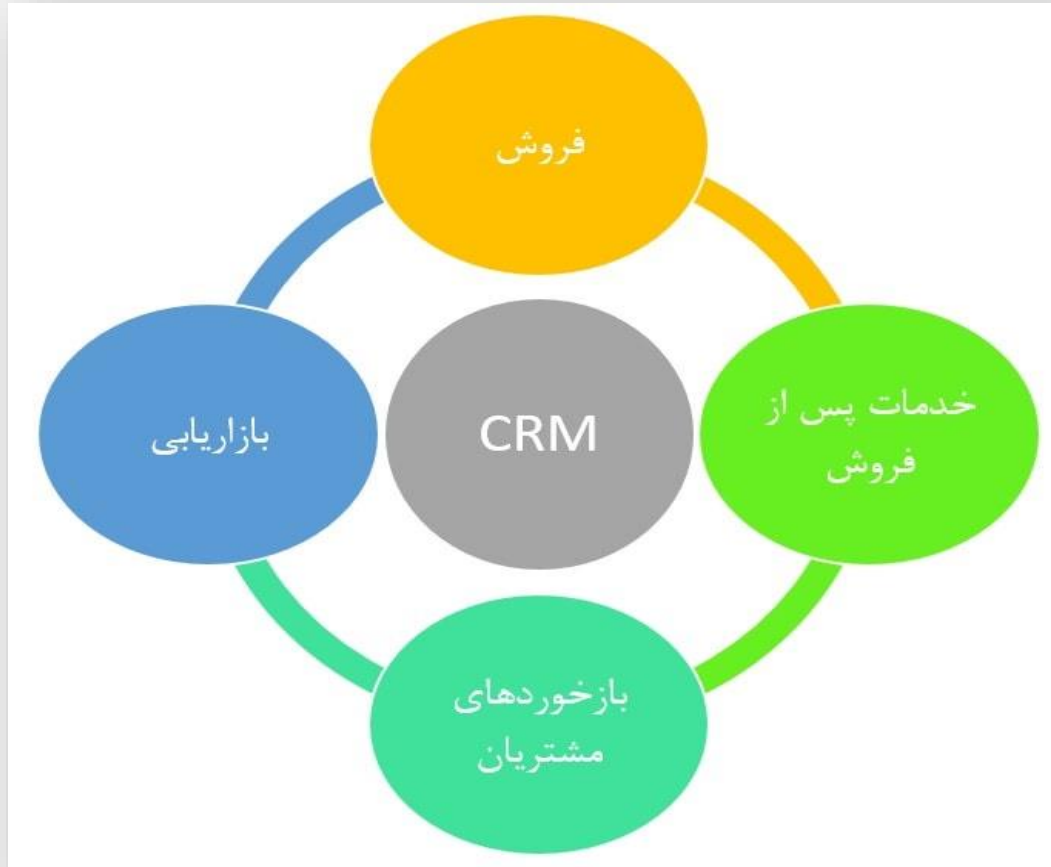 فروش
بازاریابی
CRM
خدمات پس از
فروش
بازخوردهای
مشتریان